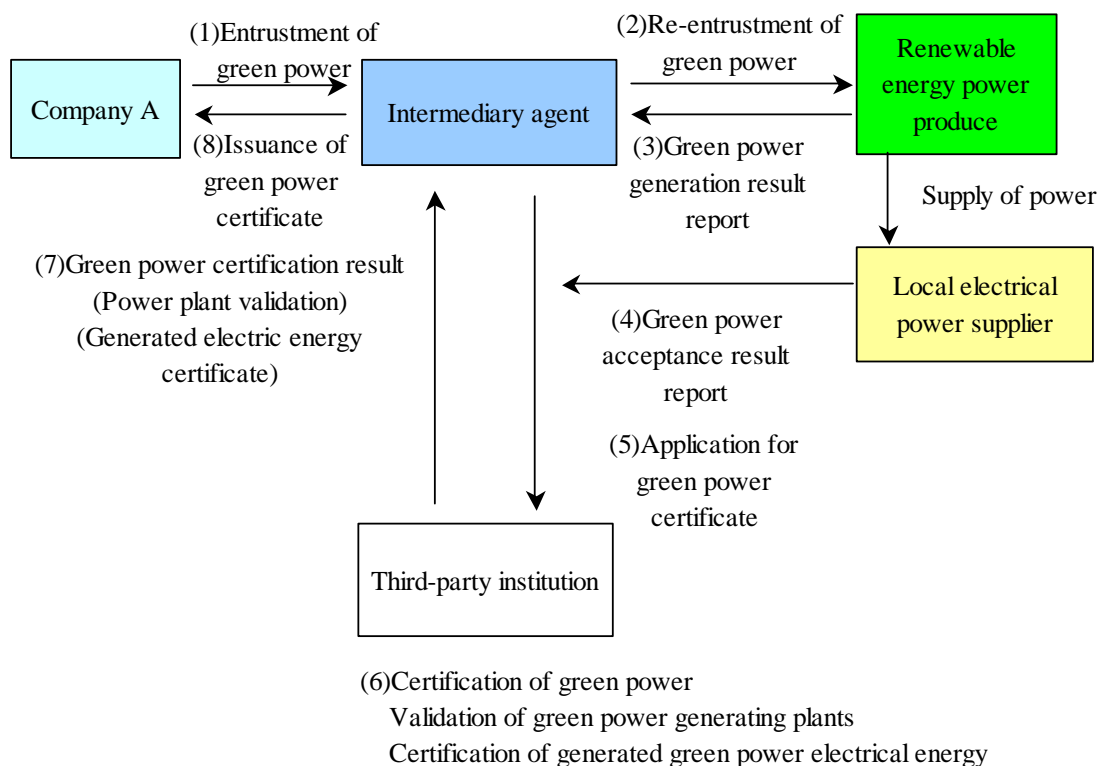 (1)Entrustment of
green power
(2)Re-entrustment of
green power
Renewable
energy power
produce
Company A
Intermediary agent
(8)Issuance of
green power
certificate
(3)Green power
generation result
report
Supply of power
(7)Green power certification result
(Power plant validation)
(Generated electric energy
certificate)
Local electrical
power supplier
(4)Green power
acceptance result
report
(5)Application for
green power
certificate
Third-party institution
(6)Certification of green power
Validation of green power generating plants
Certification of generated green power electrical energy